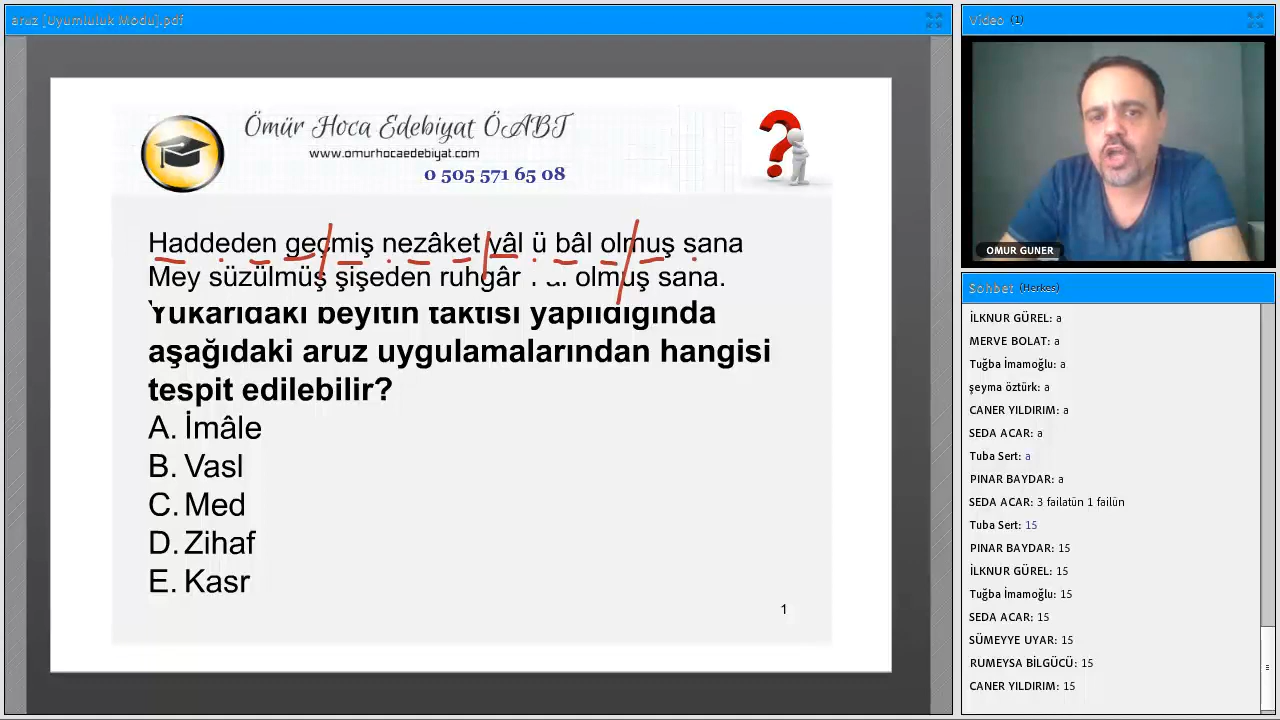 aruz [Uyumluluk Modu].pdf
Ömür Hoca Edebiyat ÖABT
www.omurhocaedebiyat.com
0 505 571 65 08
Haddeden geçmiş nezâket yâl ü bâl olmuş sana
Mey süzülmüş şişeden ruhgâr olmuş sana.
Yukarıdaki beyitin taktisi yapıldığında
aşağıdaki aruz uygulamalarından hangisi
tespit edilebilir?
A. İmâle
B. Vasl
C. Med
D. Zihaf
E. Kasr
1
Video (1)
OMUR GUNER
Sohbet (Herkes)
İLKNUR GÜREL: a
MERVE BOLAT: a
Tuğba İmamoğlu: a
şeyma öztürk: a
CANER YILDIRIM: a
SEDA ACAR: a
Tuba Sert: a
PINAR BAYDAR: a
SEDA ACAR: 3 failatün 1 failün
Tuba Sert: 15
PINAR BAYDAR: 15
İLKNUR GÜREL: 15
Tuğba İmamoğlu: 15
SEDA ACAR: 15
SÜMEYYE UYAR: 15
RUMEYSA BİLGÜCÜ: 15
CANER YILDIRIM: 15